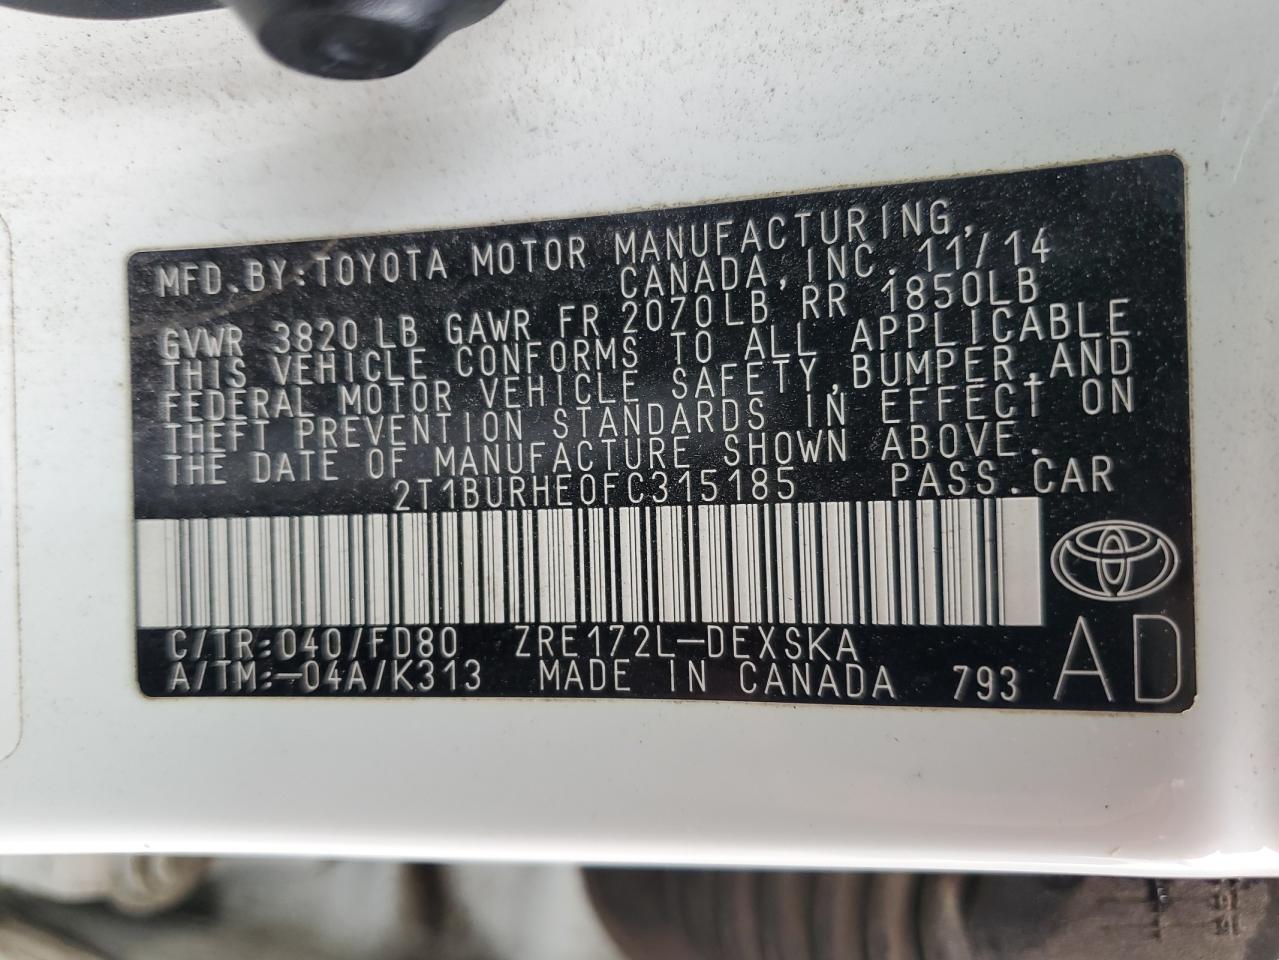 MFD.BY:TOYOTA MOTOR MANUFACTURING,
CANADA,INC. 11/14
GVWR 3820LB GAWR FR 2070LB,RR 1850LB
THIS VEHICLE CONFORMS TO ALL APPLICABLE
FEDERAL MOTOR VEHICLE SAFETY,BUMPER,AND
THEFT PREVENTION STANDARDS IN EFFECT ON
THE DATE OF MANUFACTURE SHOWN ABOVE.
2T1BURHE0FC315185 PASS.CAR
C/TR:040/FD80 ZRE172L-DEXSKA
A/TM:-04A/K313 MADE IN CANADA 793 AD